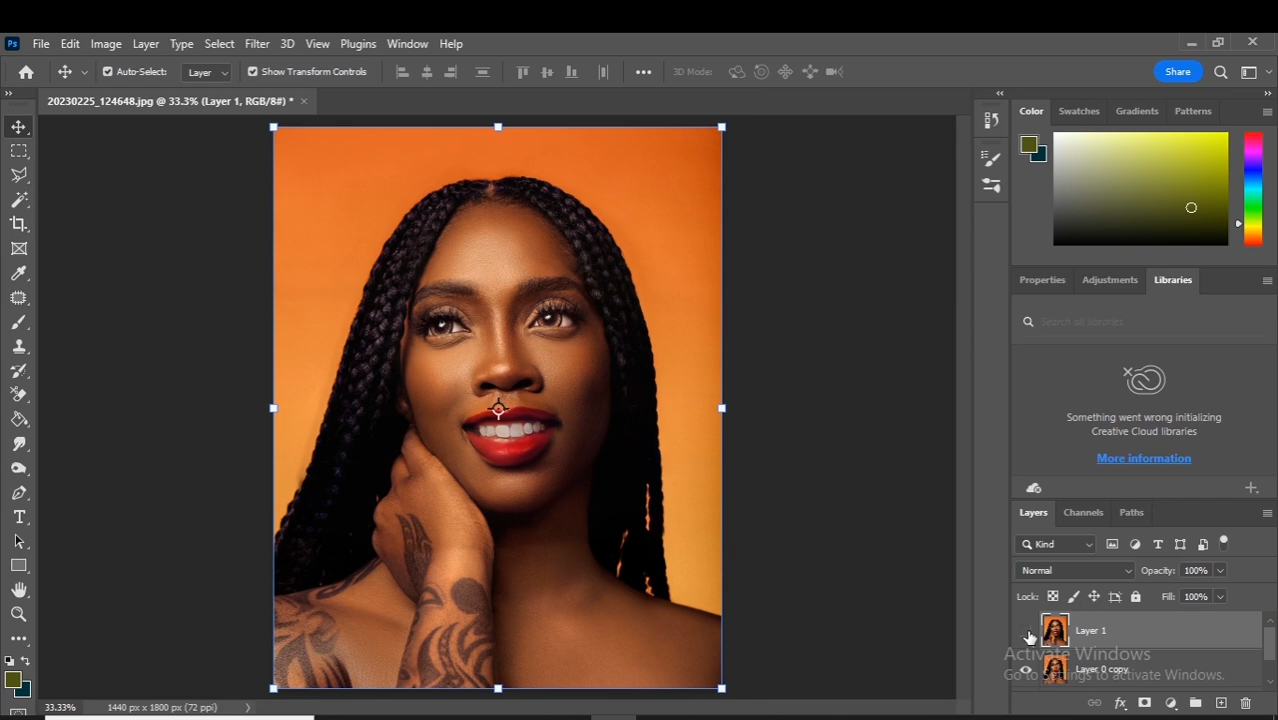 Ps File Edit Image Layer Type Select Filter 3D View Plugins Window Help
Auto-Select: Layer Show Transform Controls 3D Mode: Share
20230225_124648.jpg @ 33.3% (Layer 1, RGB/8#) *
Color Swatches Gradients Patterns
Properties Adjustments Libraries
Search all libraries
Something went wrong initializing
Creative Cloud libraries
More information
Layers Channels Paths
Kind
Normal Opacity: 100%
Lock: Fill: 100%
Layer 1
Activate Windows
Layer 0 copy
Go to Settings to activate Windows.
33.33% 1440 px x 1800 px (72 ppi)